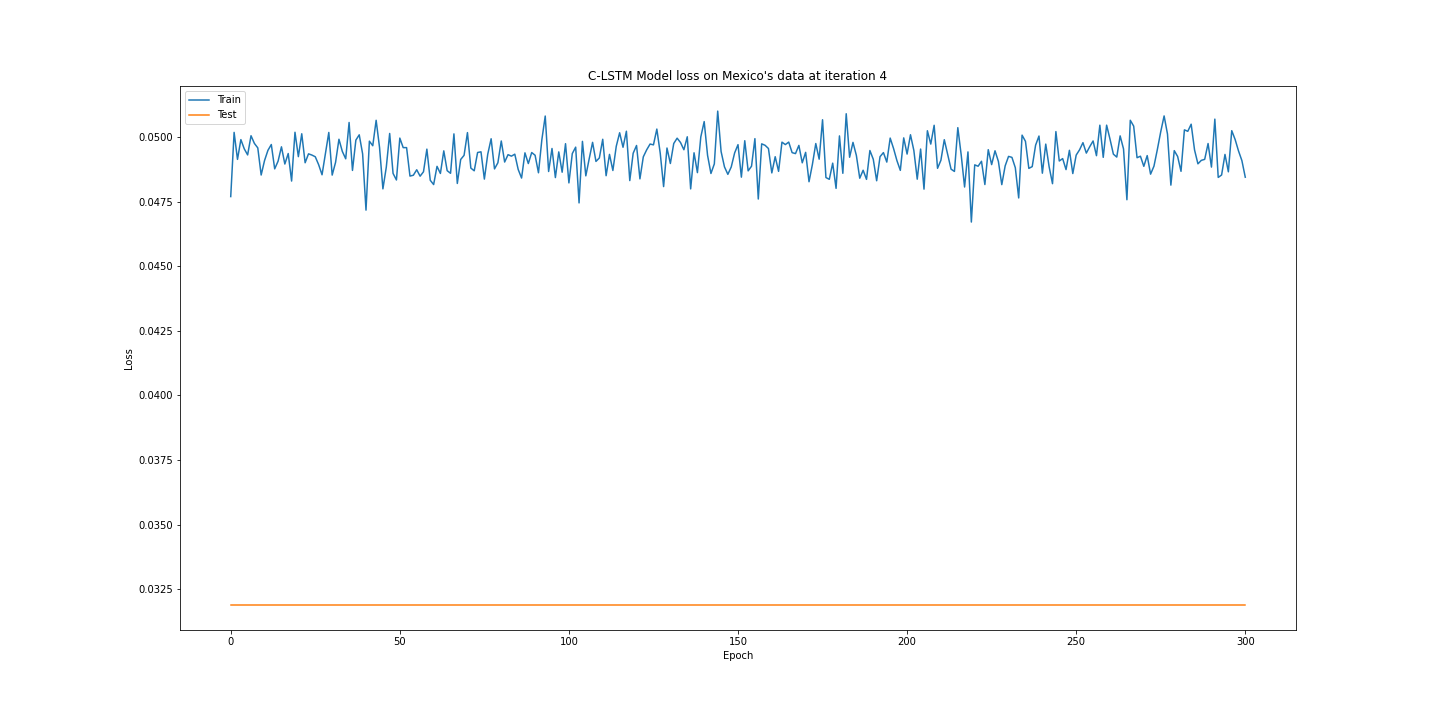 C-LSTM Model loss on Mexico's data at iteration 4
Train
Test
0.0500
0.0475
0.0450
0.0425
0.0400
0.0375
0.0350
0.0325
Loss
0 50 100 150 200 250 300
Epoch